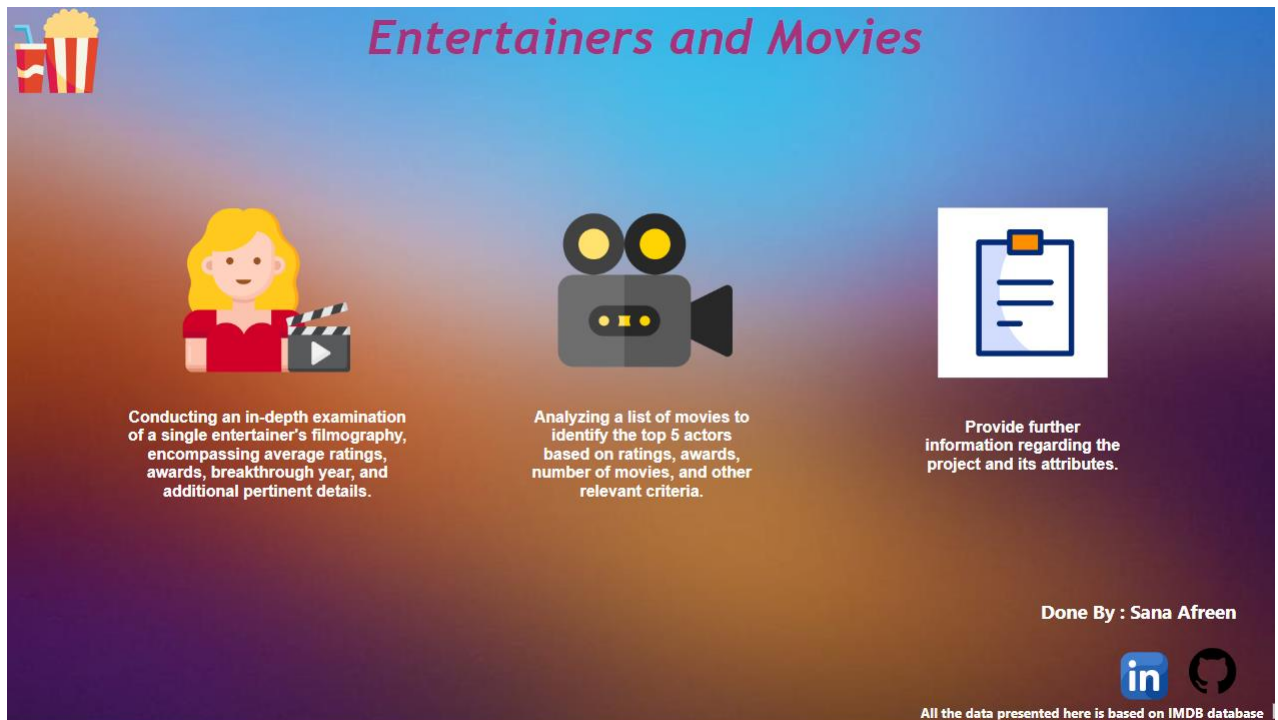 Entertainers and Movies
Conducting an in-depth examination
of a single entertainer's filmography,
encompassing average ratings,
awards, breakthrough year, and
additional pertinent details.
Analyzing a list of movies to
identify the top 5 actors
based on ratings, awards,
number of movies, and other
relevant criteria.
Provide further
information regarding the
project and its attributes.
Done By : Sana Afreen
in
All the data presented here is based on IMDB database